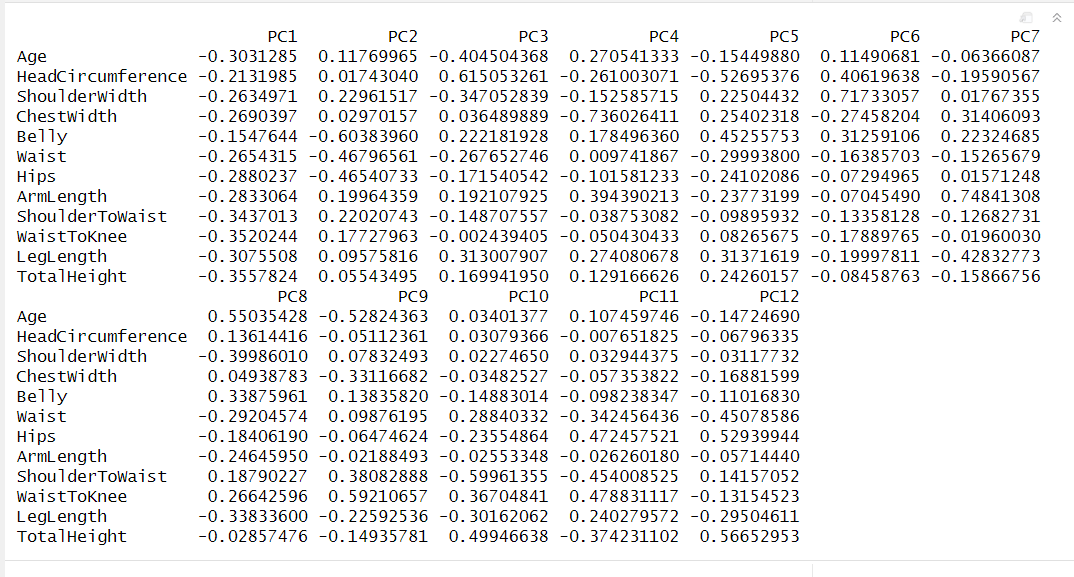 PC1 PC2 PC3 PC4 PC5 PC6 PC7
Age -0.3031285 0.11769965 -0.404504368 0.270541333 -0.15449880 0.11490681 -0.06366087
HeadCircumference -0.2131985 0.01743040 0.615053261 -0.261003071 -0.52695376 0.40619638 -0.19590567
ShoulderWidth -0.2634971 0.22961517 -0.347052839 -0.152585715 0.22504432 0.71733057 0.01767355
ChestWidth -0.2690397 0.02970157 0.036489889 -0.736026411 0.25402318 -0.27458204 0.31406093
Belly -0.1547644 -0.60383960 0.222181928 0.178496360 0.45255753 0.31259106 0.22324685
Waist -0.2654315 -0.46796561 -0.267652746 0.009741867 -0.29993800 -0.16385703 -0.15265679
Hips -0.2880237 -0.46540733 -0.171540542 -0.101581233 -0.24102086 -0.07294965 0.01571248
ArmLength -0.2833064 0.19964359 0.192107925 0.394390213 -0.23773199 -0.07045490 0.74841308
ShoulderToWaist -0.3437013 0.22020743 -0.148707557 -0.038753082 -0.09895932 -0.13358128 -0.12682731
WaistToKnee -0.3520244 0.17727963 -0.002439405 -0.050430433 0.08265675 -0.17889765 -0.01960030
LegLength -0.3075508 0.09575816 0.313007907 0.274080678 0.31371619 -0.19997811 -0.42832773
TotalHeight -0.3557824 0.05543495 0.169941950 0.129166626 0.24260157 -0.08458763 -0.15866756
PC8 PC9 PC10 PC11 PC12
Age 0.55035428 -0.52824363 0.03401377 0.107459746 -0.14724690
HeadCircumference 0.13614416 -0.05112361 0.03079366 -0.007651825 -0.06796335
ShoulderWidth -0.39986010 0.07832493 0.02274650 0.032944375 -0.03117732
ChestWidth 0.04938783 -0.33116682 -0.03482527 -0.057353822 -0.16881599
Belly 0.33875961 0.13835820 -0.14883014 -0.098238347 -0.11016830
Waist -0.29204574 0.09876195 0.28840332 -0.342456436 -0.45078586
Hips -0.18406190 -0.06474624 -0.23554864 0.472457521 0.52939944
ArmLength -0.24645950 -0.02188493 -0.02553348 -0.026260180 -0.05714440
ShoulderToWaist 0.18790227 0.38082888 -0.59961355 -0.454008525 0.14157052
WaistToKnee 0.26642596 0.59210657 0.36704841 0.478831117 -0.13154523
LegLength -0.33833600 -0.22592536 -0.30162062 0.240279572 -0.29504611
TotalHeight -0.02857476 -0.14935781 0.49946638 -0.374231102 0.56652953